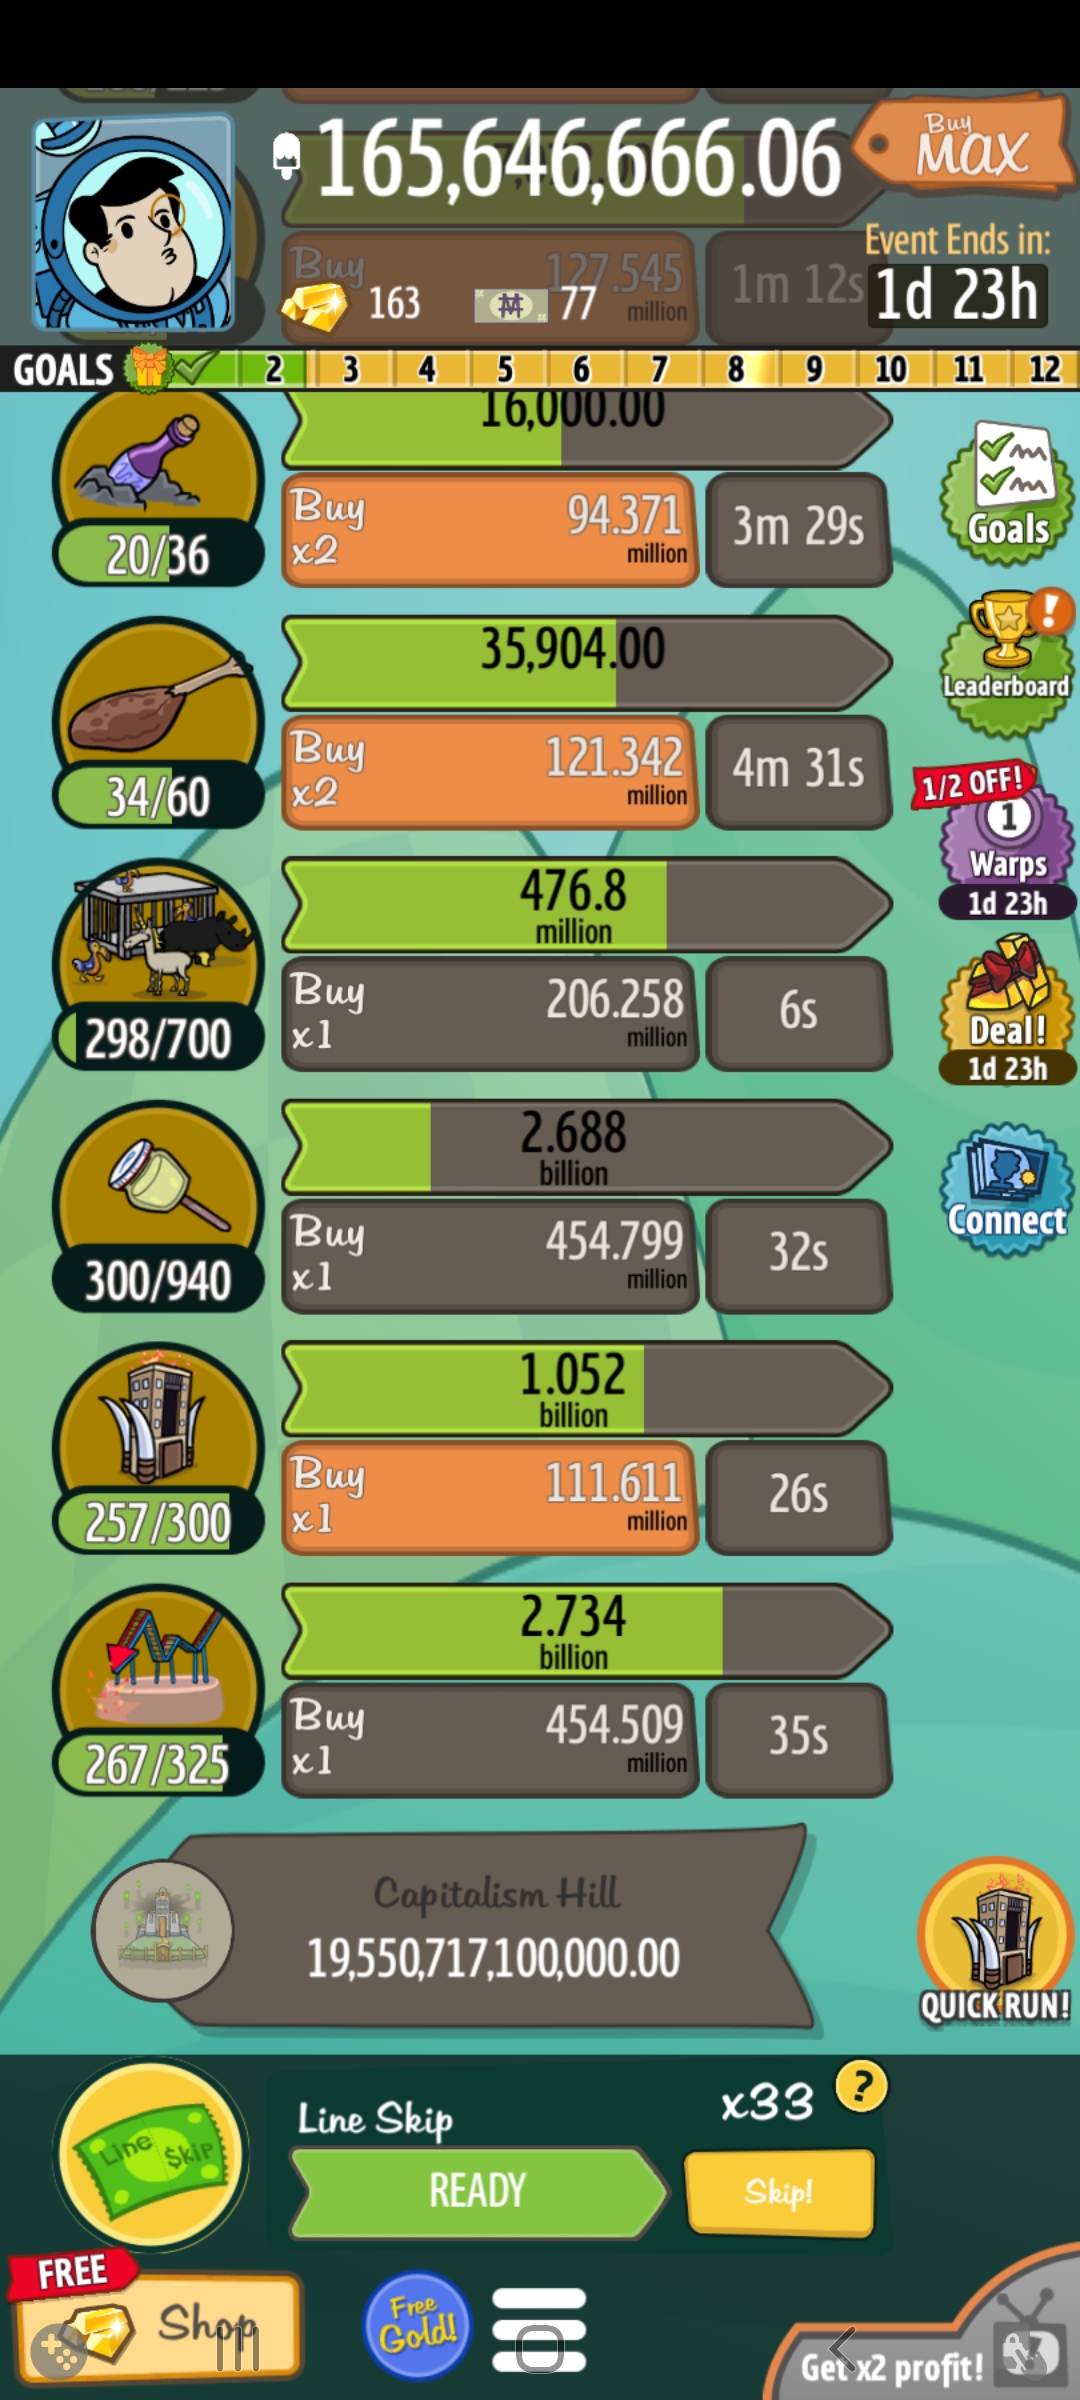 165,646,666.06
Buy
MAX
Event Ends in:
1d 23h
Buy
127.545
million
1m 12s
163
77
GOALS 2 3 4 5 6 7 8 9 10 11 12
16,000.00
20/36
Buy
x2
94.371
million
3m 29s
Goals
35,904.00
34/60
Buy
x2
121.342
million
4m 31s
!
Leaderboard
1/2 OFF!
1
Warps
1d 23h
476.8
million
298/700
Buy
x1
206.258
million
6s
Deal!
1d 23h
2.688
billion
300/940
Buy
x1
454.799
million
32s
Connect
1.052
billion
257/300
Buy
x1
111.611
million
26s
2.734
billion
267/325
Buy
x1
454.509
million
35s
Capitalism Hill
19,550,717,100,000.00
QUICK RUN!
Line $kip
Line Skip
x33
?
READY
Skip!
FREE
Shop
Free
Gold!
Get x2 profit!